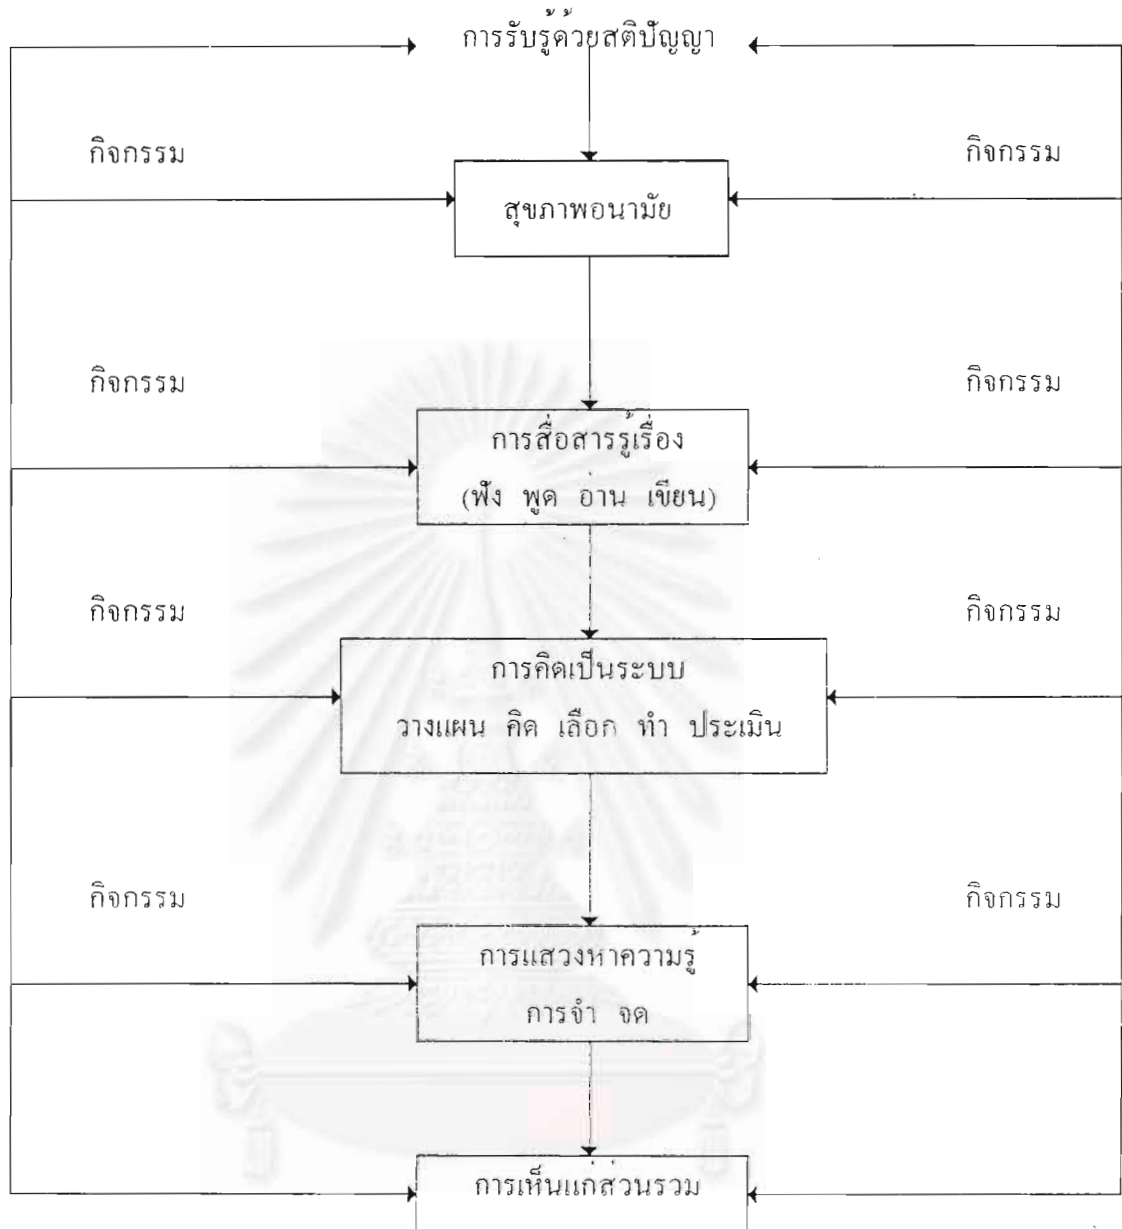 การรับรู้ด้วยสติปัญญา
กิจกรรม กิจกรรม
สุขภาพอนามัย
กิจกรรม กิจกรรม
การสื่อสารรู้เรื่อง
(ฟัง พูด อ่าน เขียน)
กิจกรรม กิจกรรม
การคิดเป็นระบบ
วางแผน คิด เลือก ทำ ประเมิน
กิจกรรม กิจกรรม
การแสวงหาความรู้
การจำ จด
การเห็นแก่ส่วนรวม